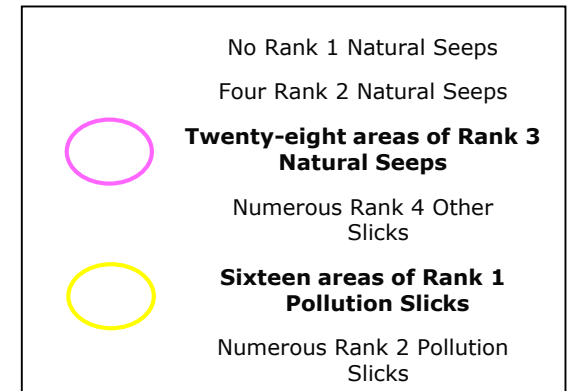 No Rank 1 Natural Seeps
Four Rank 2 Natural Seeps
Twenty-eight areas of Rank 3
Natural Seeps
Numerous Rank 4 Other
Slicks
Sixteen areas of Rank 1
Pollution Slicks
Numerous Rank 2 Pollution
Slicks